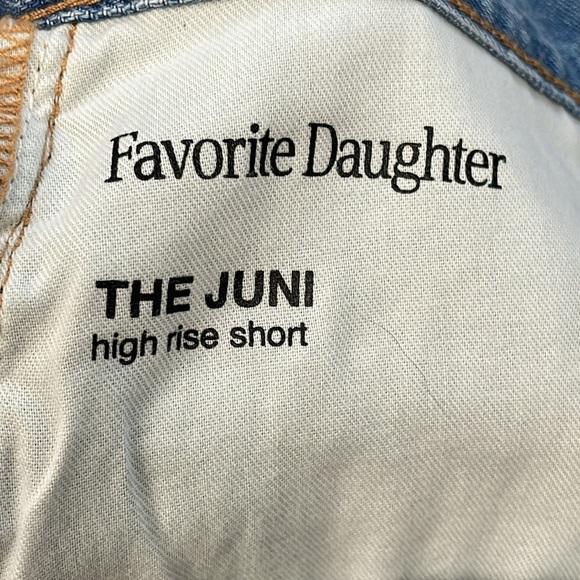 Favorite Daughter
THE JUNI
high rise short